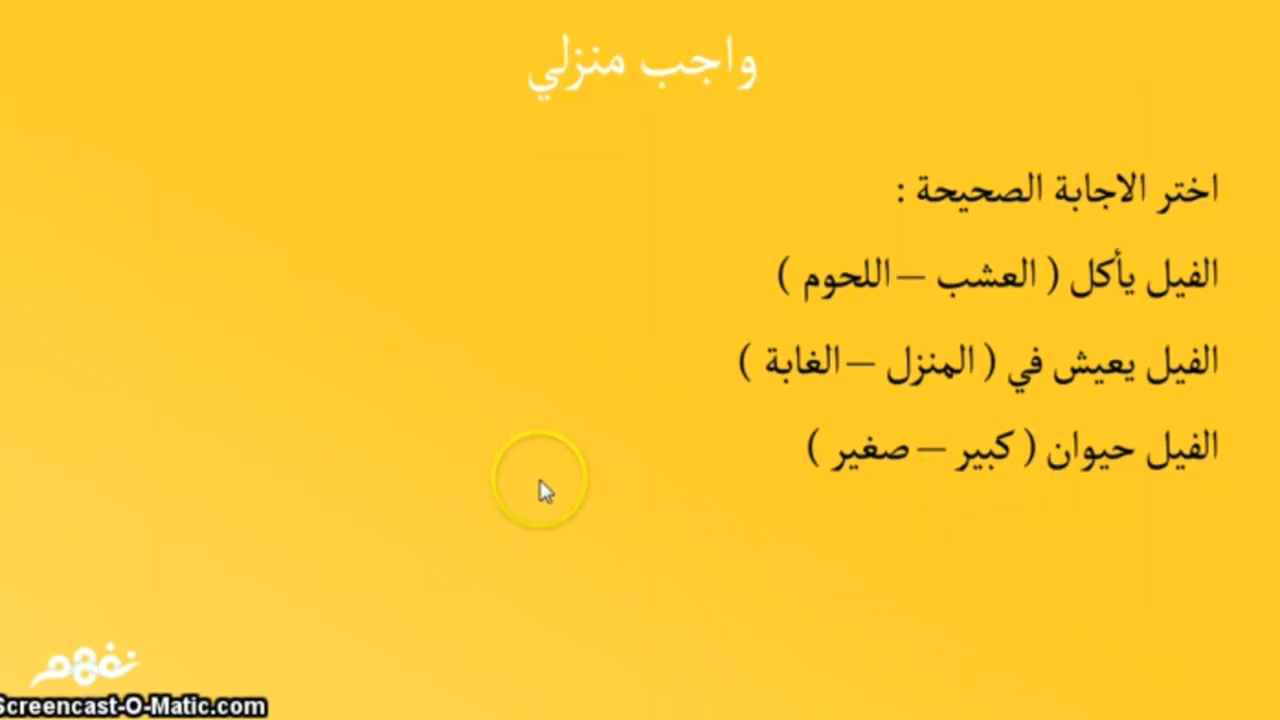 واجب منزلي
اختر الاجابة الصحيحة :
الفيل يأكل ( العشب – اللحوم )
الفيل يعيش في ( المنزل – الغابة )
الفيل حيوان ( كبير – صغير )
نفهم
Screencast-O-Matic.com